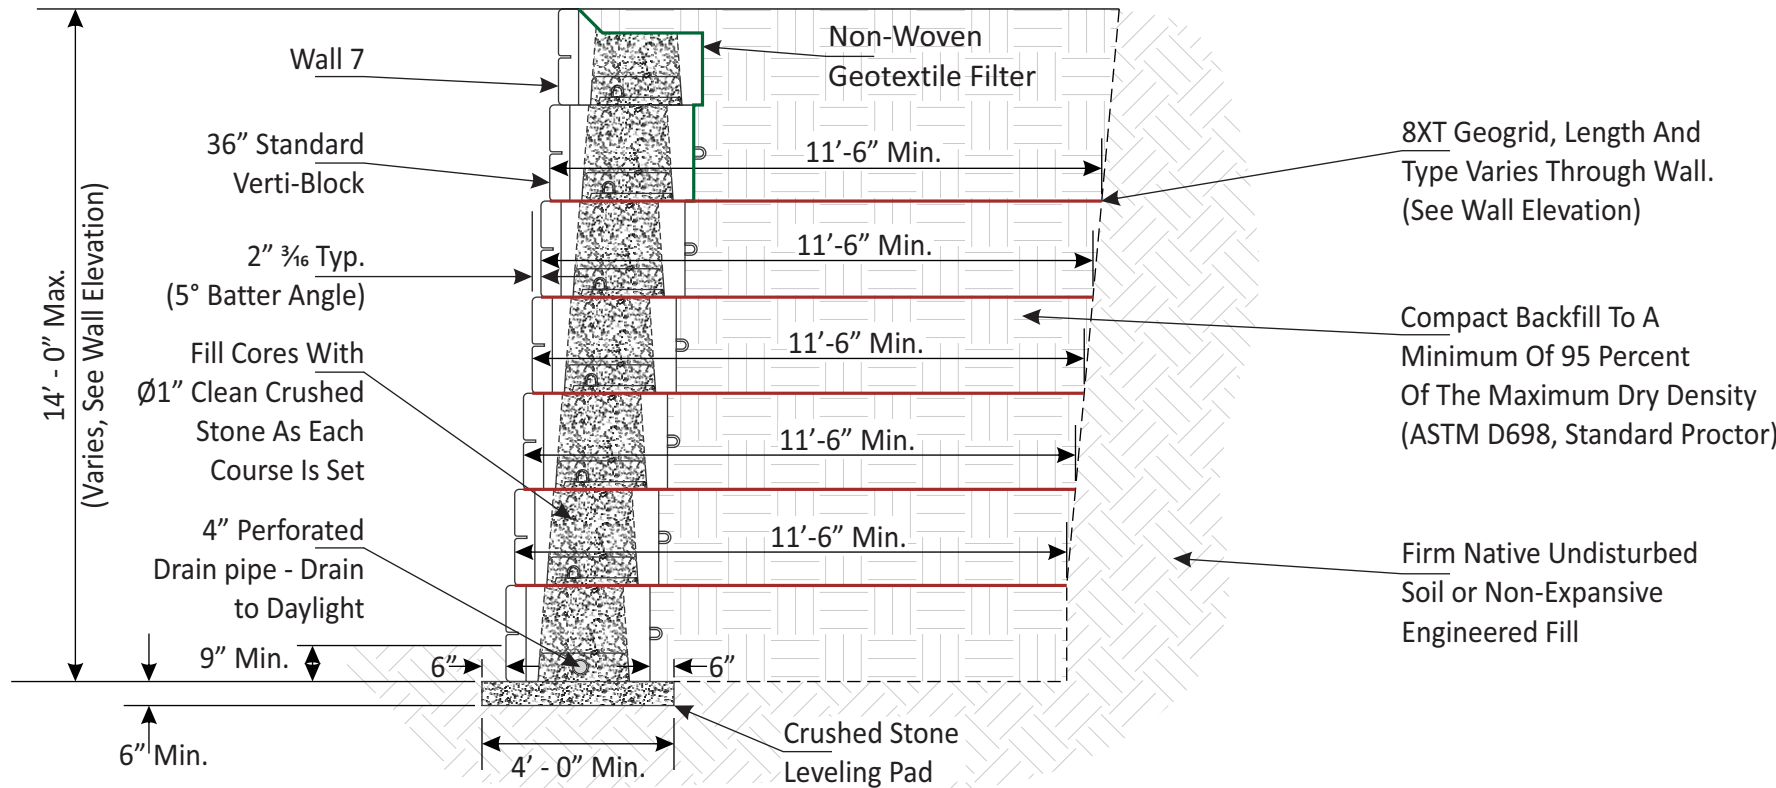 Wall 7
Non-Woven
Geotextile Filter
36” Standard
Verti-Block
11’-6” Min.
8XT Geogrid, Length And
Type Varies Through Wall.
(See Wall Elevation)
14’ - 0” Max.
(Varies, See Wall Elevation)
2” ³⁄₁₆ Typ.
(5° Batter Angle)
11’-6” Min.
Fill Cores With
Ø1” Clean Crushed
Stone As Each
Course Is Set
11’-6” Min.
Compact Backfill To A
Minimum Of 95 Percent
Of The Maximum Dry Density
(ASTM D698, Standard Proctor)
11’-6” Min.
4” Perforated
Drain pipe - Drain
to Daylight
11’-6” Min.
Firm Native Undisturbed
Soil or Non-Expansive
Engineered Fill
9” Min.
6”
6”
6” Min.
4’ - 0” Min.
Crushed Stone
Leveling Pad